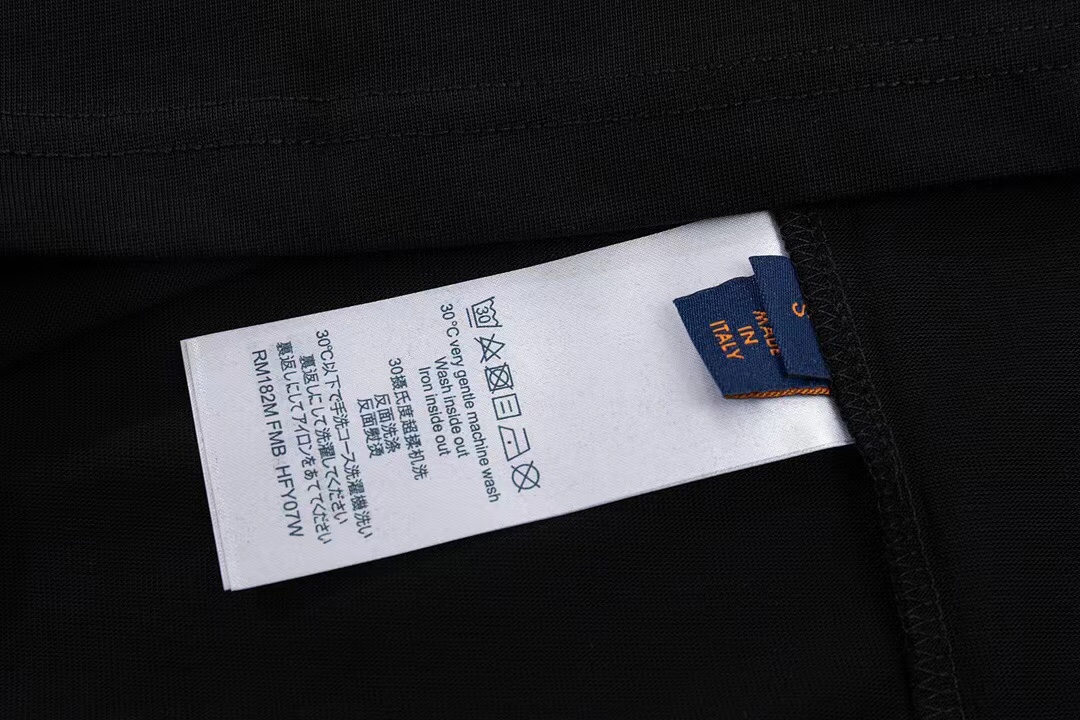 30
30°C very gentle machine wash
Wash inside out
Iron inside out
30摄氏度超揉机洗
反面洗涤
反面熨烫
30℃以下で手洗コース洗濯機洗い
裏返しにして洗濯してください
裏返しにしてアイロンをあててください
RM182M FMB HFY07W
S
MADE
IN
ITALY